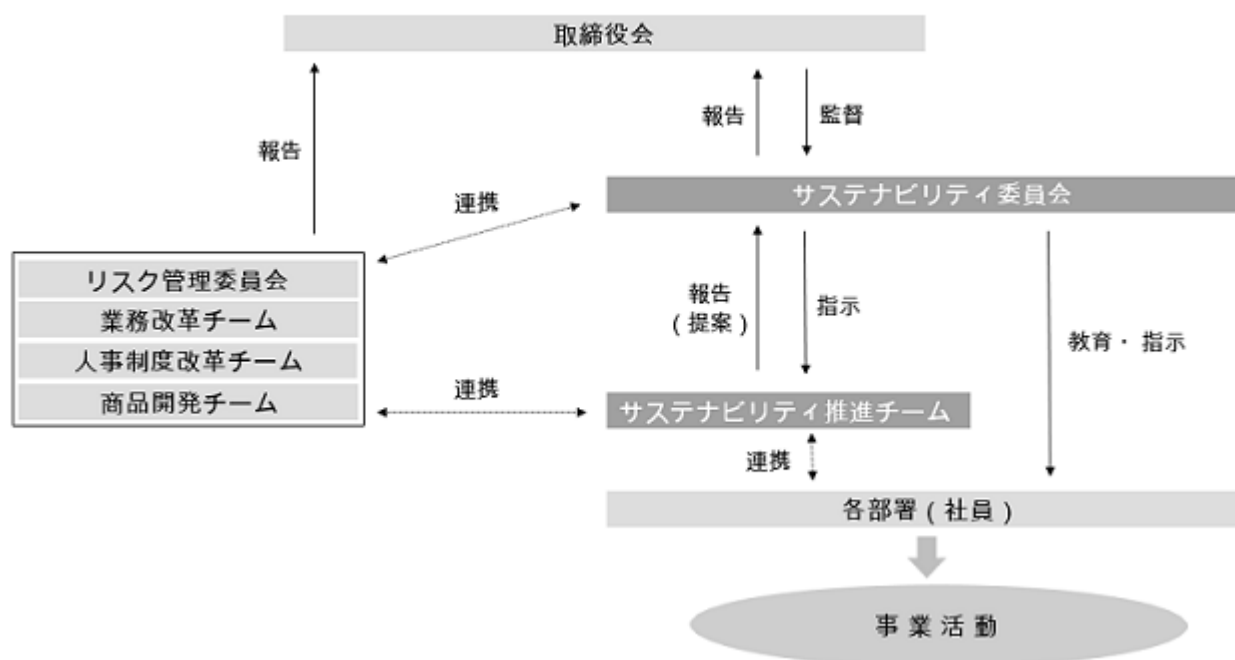 取締役会
報告
監督
報告
サステナビリティ委員会
連携
リスク管理委員会
業務改革チーム
人事制度改革チーム
商品開発チーム
報告
(提案)
指示
教育・ 指示
連携
サステナビリティ推進チーム
連携
各部署(社員)
事業活動